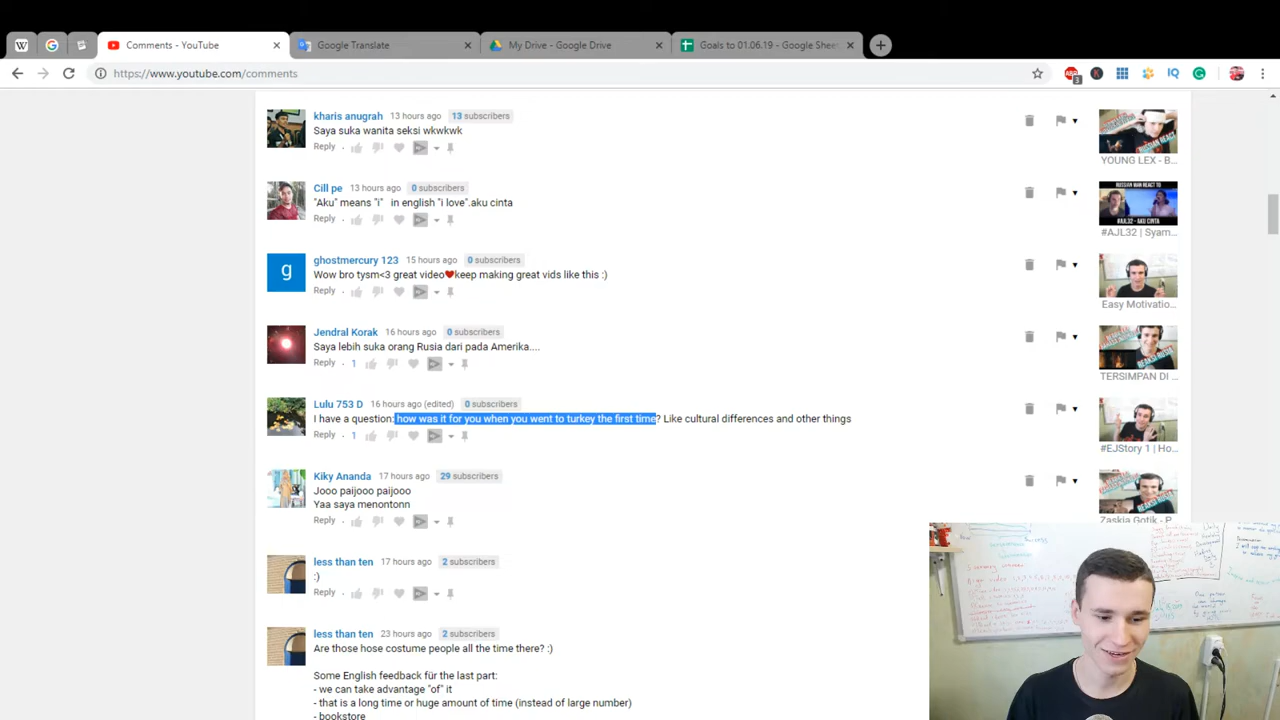 Comments - YouTube
Google Translate
My Drive - Google Drive
Goals to 01.06.19 - Google Shee
https://www.youtube.com/comments
kharis anugrah 13 hours ago 13 subscribers
Saya suka wanita seksi wkwkwk
Reply
YOUNG LEX - B...
Cill pe 13 hours ago 0 subscribers
"Aku" means "i" in english "i love".aku cinta
Reply
RUSSIAN MAN REACT TO
#AJL32 - AKU CINTA
#AJL32 | Syam...
g
ghostmercury 123 15 hours ago 0 subscribers
Wow bro tysm<3 great video❤keep making great vids like this :)
Reply
Easy Motivatio...
Jendral Korak 16 hours ago 0 subscribers
Saya lebih suka orang Rusia dari pada Amerika....
Reply 1
TERSIMPAN DI ...
Lulu 753 D 16 hours ago (edited) 0 subscribers
I have a question: how was it for you when you went to turkey the first time? Like cultural differences and other things
Reply 1
#EJStory 1 | Ho...
Kiky Ananda 17 hours ago 29 subscribers
Jooo paijooo paijooo
Yaa saya menontonn
Reply
Zaskia Gotik - P...
less than ten 17 hours ago 2 subscribers
:)
Reply
less than ten 23 hours ago 2 subscribers
Are those hose costume people all the time there? :)
Some English feedback für the last part:
- we can take advantage "of" it
- that is a long time or huge amount of time (instead of large number)
- bookstore